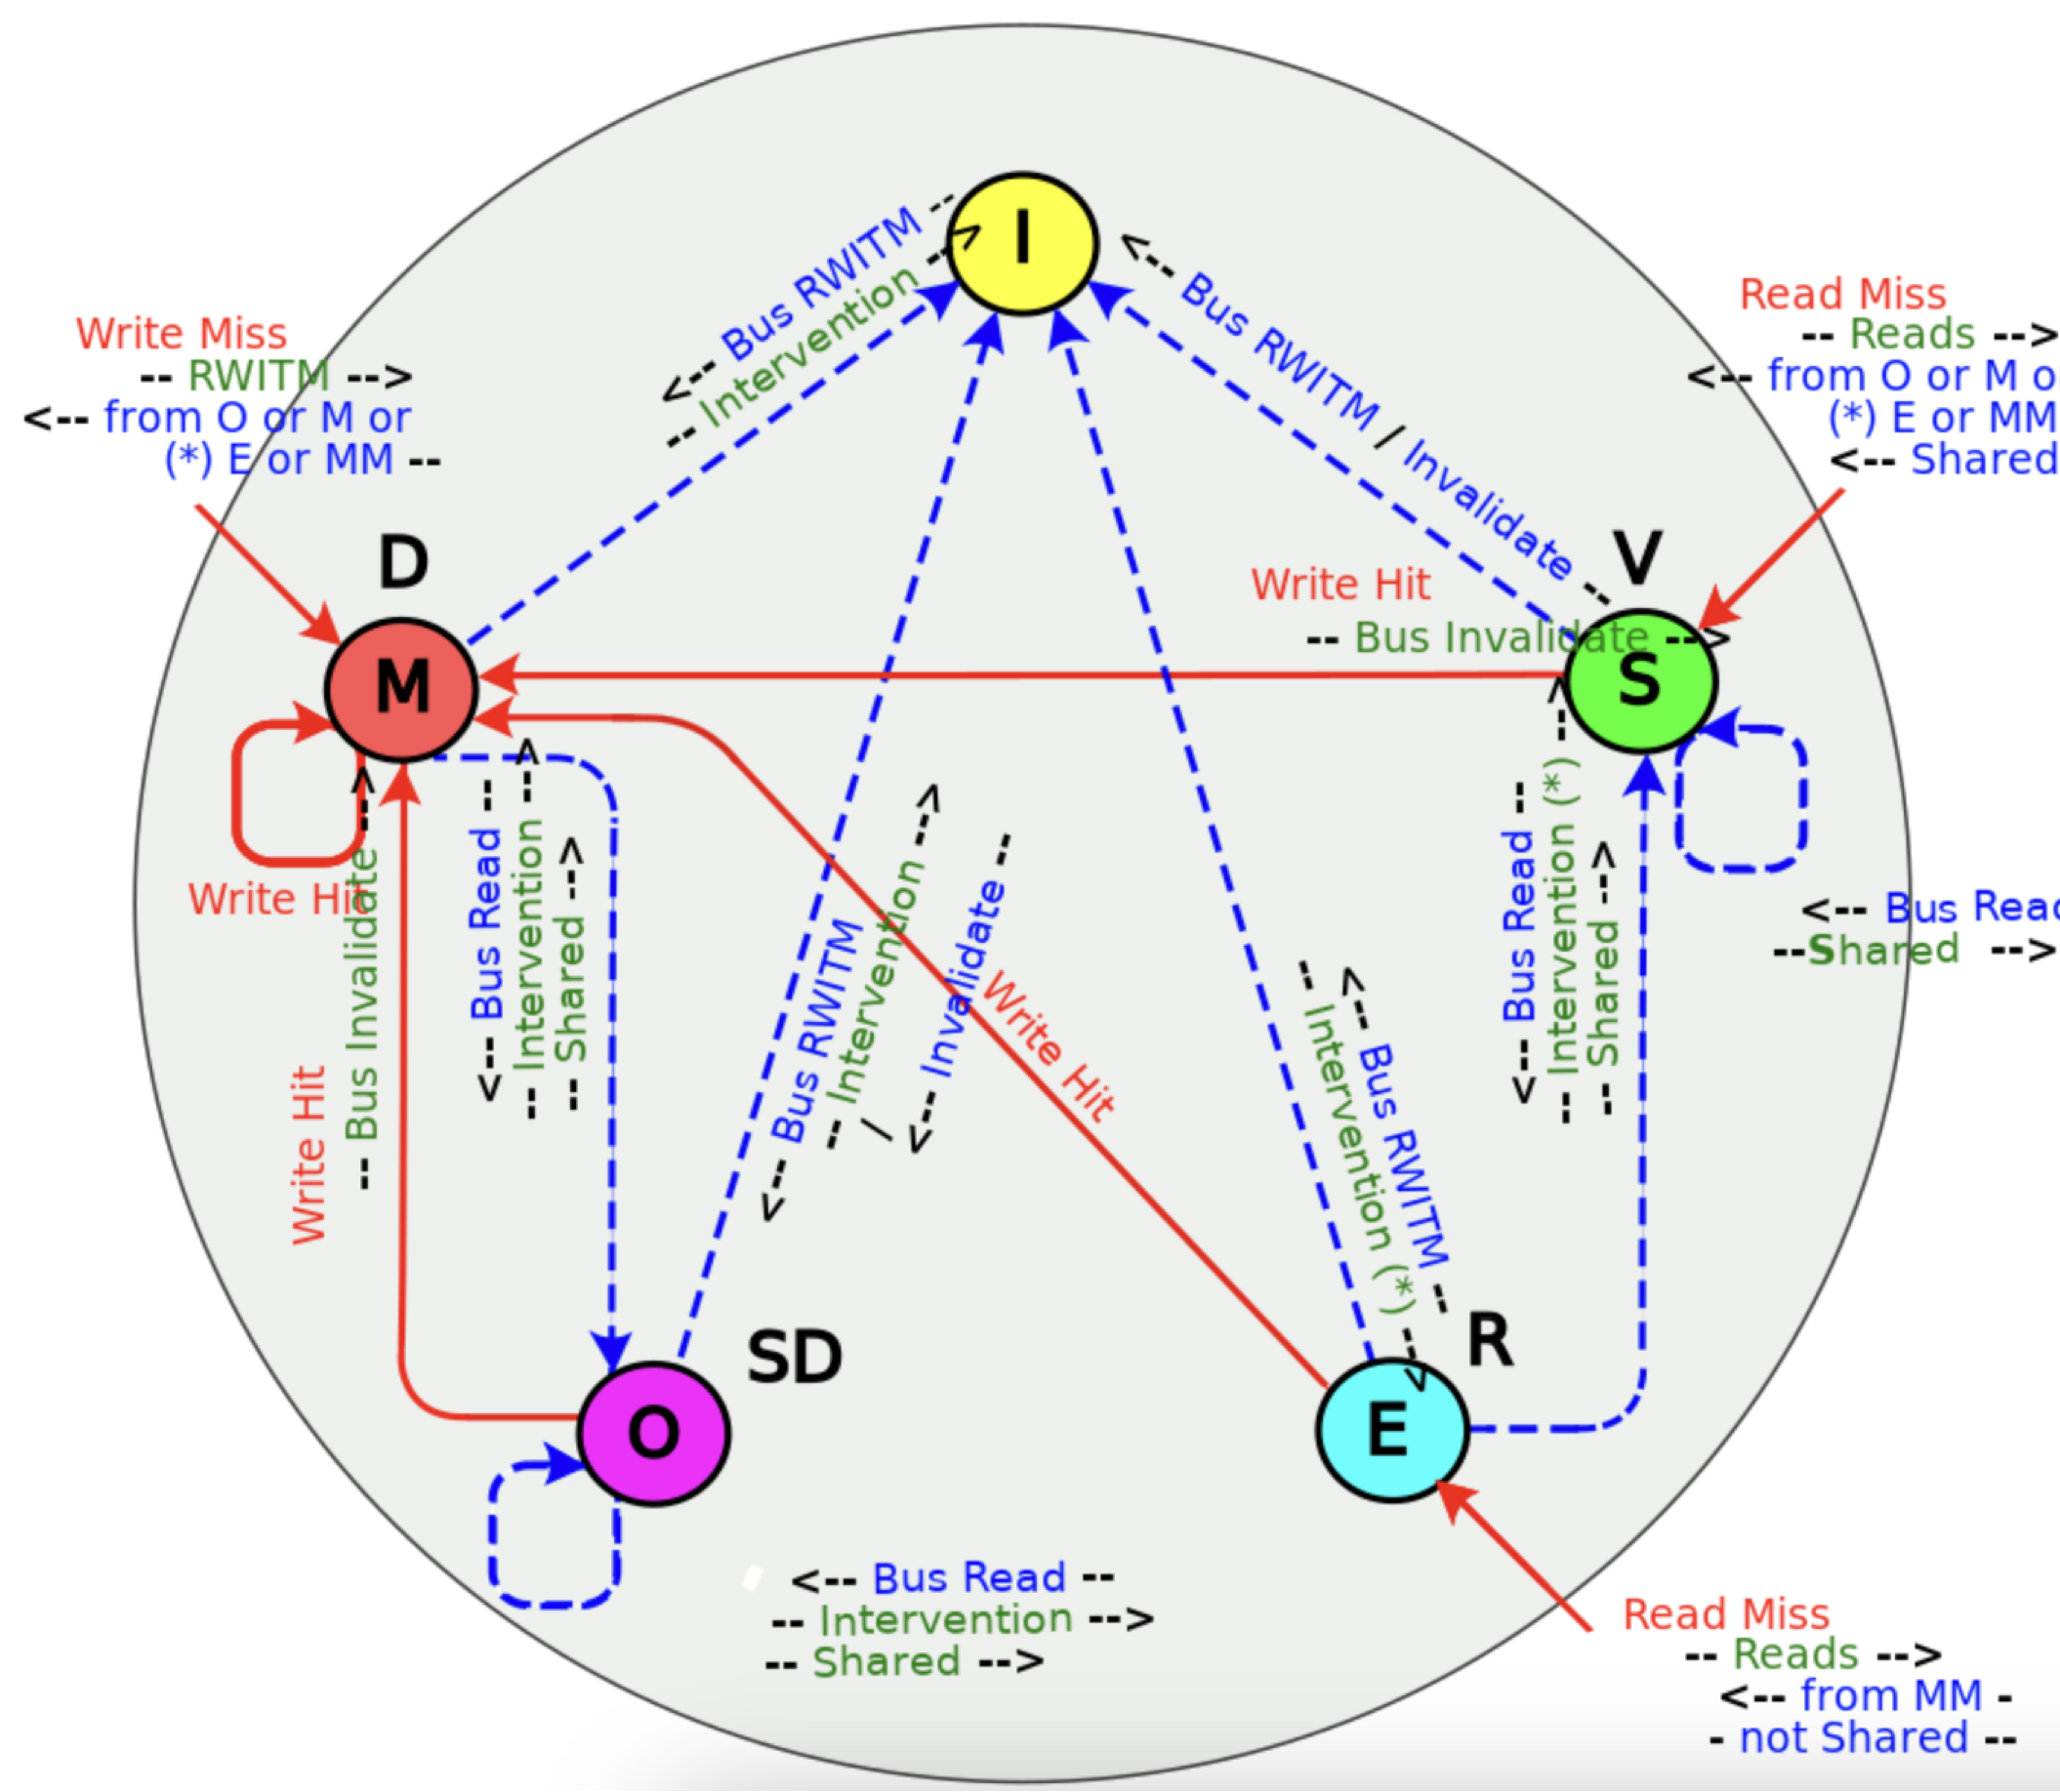 I
<-- Bus RWITM --
-- Intervention -->
<-- Bus RWITM / Invalidate --
Write Miss
-- RWITM -->
<-- from O or M or
(*) E or MM --
Read Miss
-- Reads -->
<-- from O or M o
(*) E or MM
<-- Shared
D
M
V
S
Write Hit
-- Bus Invalidate -->
Write Hit
Write Hit
-- Bus Invalidate -->
<-- Bus Read --
-- Intervention -->
-- Shared -->
<-- Bus RWITM
-- Intervention -->
/
<-- Invalidate --
Write Hit
<-- Bus RWITM --
-- Intervention (*) -->
<-- Bus Read --
-- Intervention (*) -->
-- Shared -->
<-- Bus Read
--Shared -->
SD
O
R
E
<-- Bus Read --
-- Intervention -->
-- Shared -->
Read Miss
-- Reads -->
<-- from MM -
- not Shared --